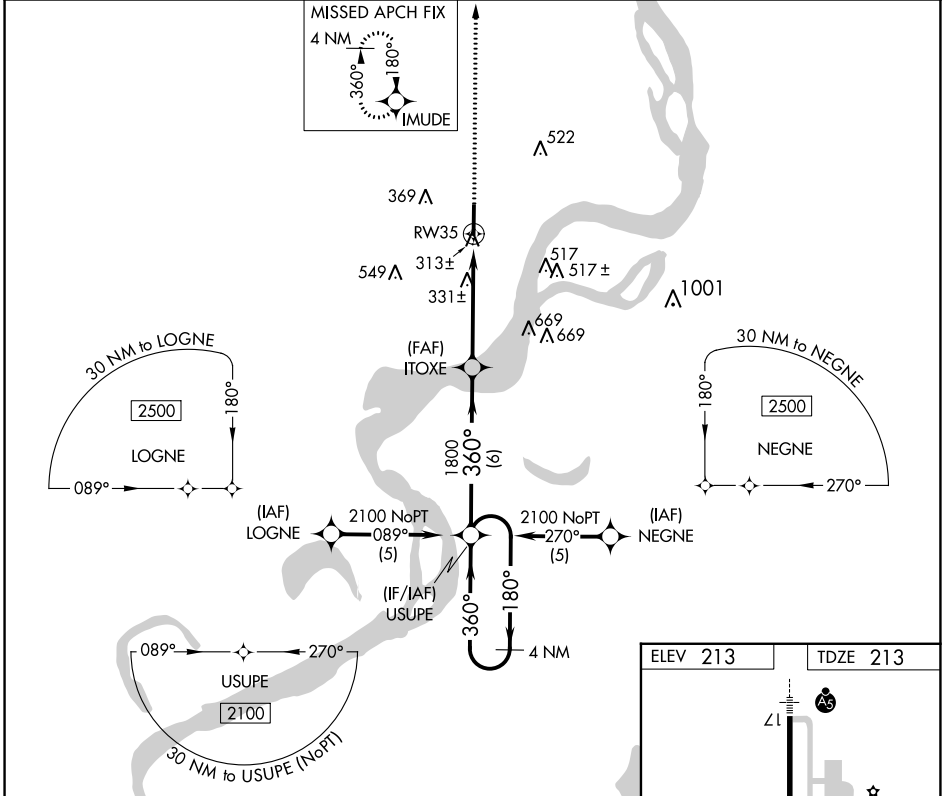 MISSED APCH FIX
4 NM
360°
180°
IMUDE
522
369
RW35
313±
549
331±
517
517 ±
1001
669
669
(FAF)
ITOXE
30 NM to LOGNE
2500
LOGNE
180°
089°
30 NM to NEGNE
180°
2500
NEGNE
270°
1800
360°
(6)
(IAF)
LOGNE
2100 NoPT
089°
(5)
2100 NoPT
270°
(5)
(IAF)
NEGNE
(IF/IAF)
USUPE
360°
180°
4 NM
089°
270°
USUPE
2100
30 NM to USUPE (NoPT)
ELEV 213
TDZE 213
A5
17